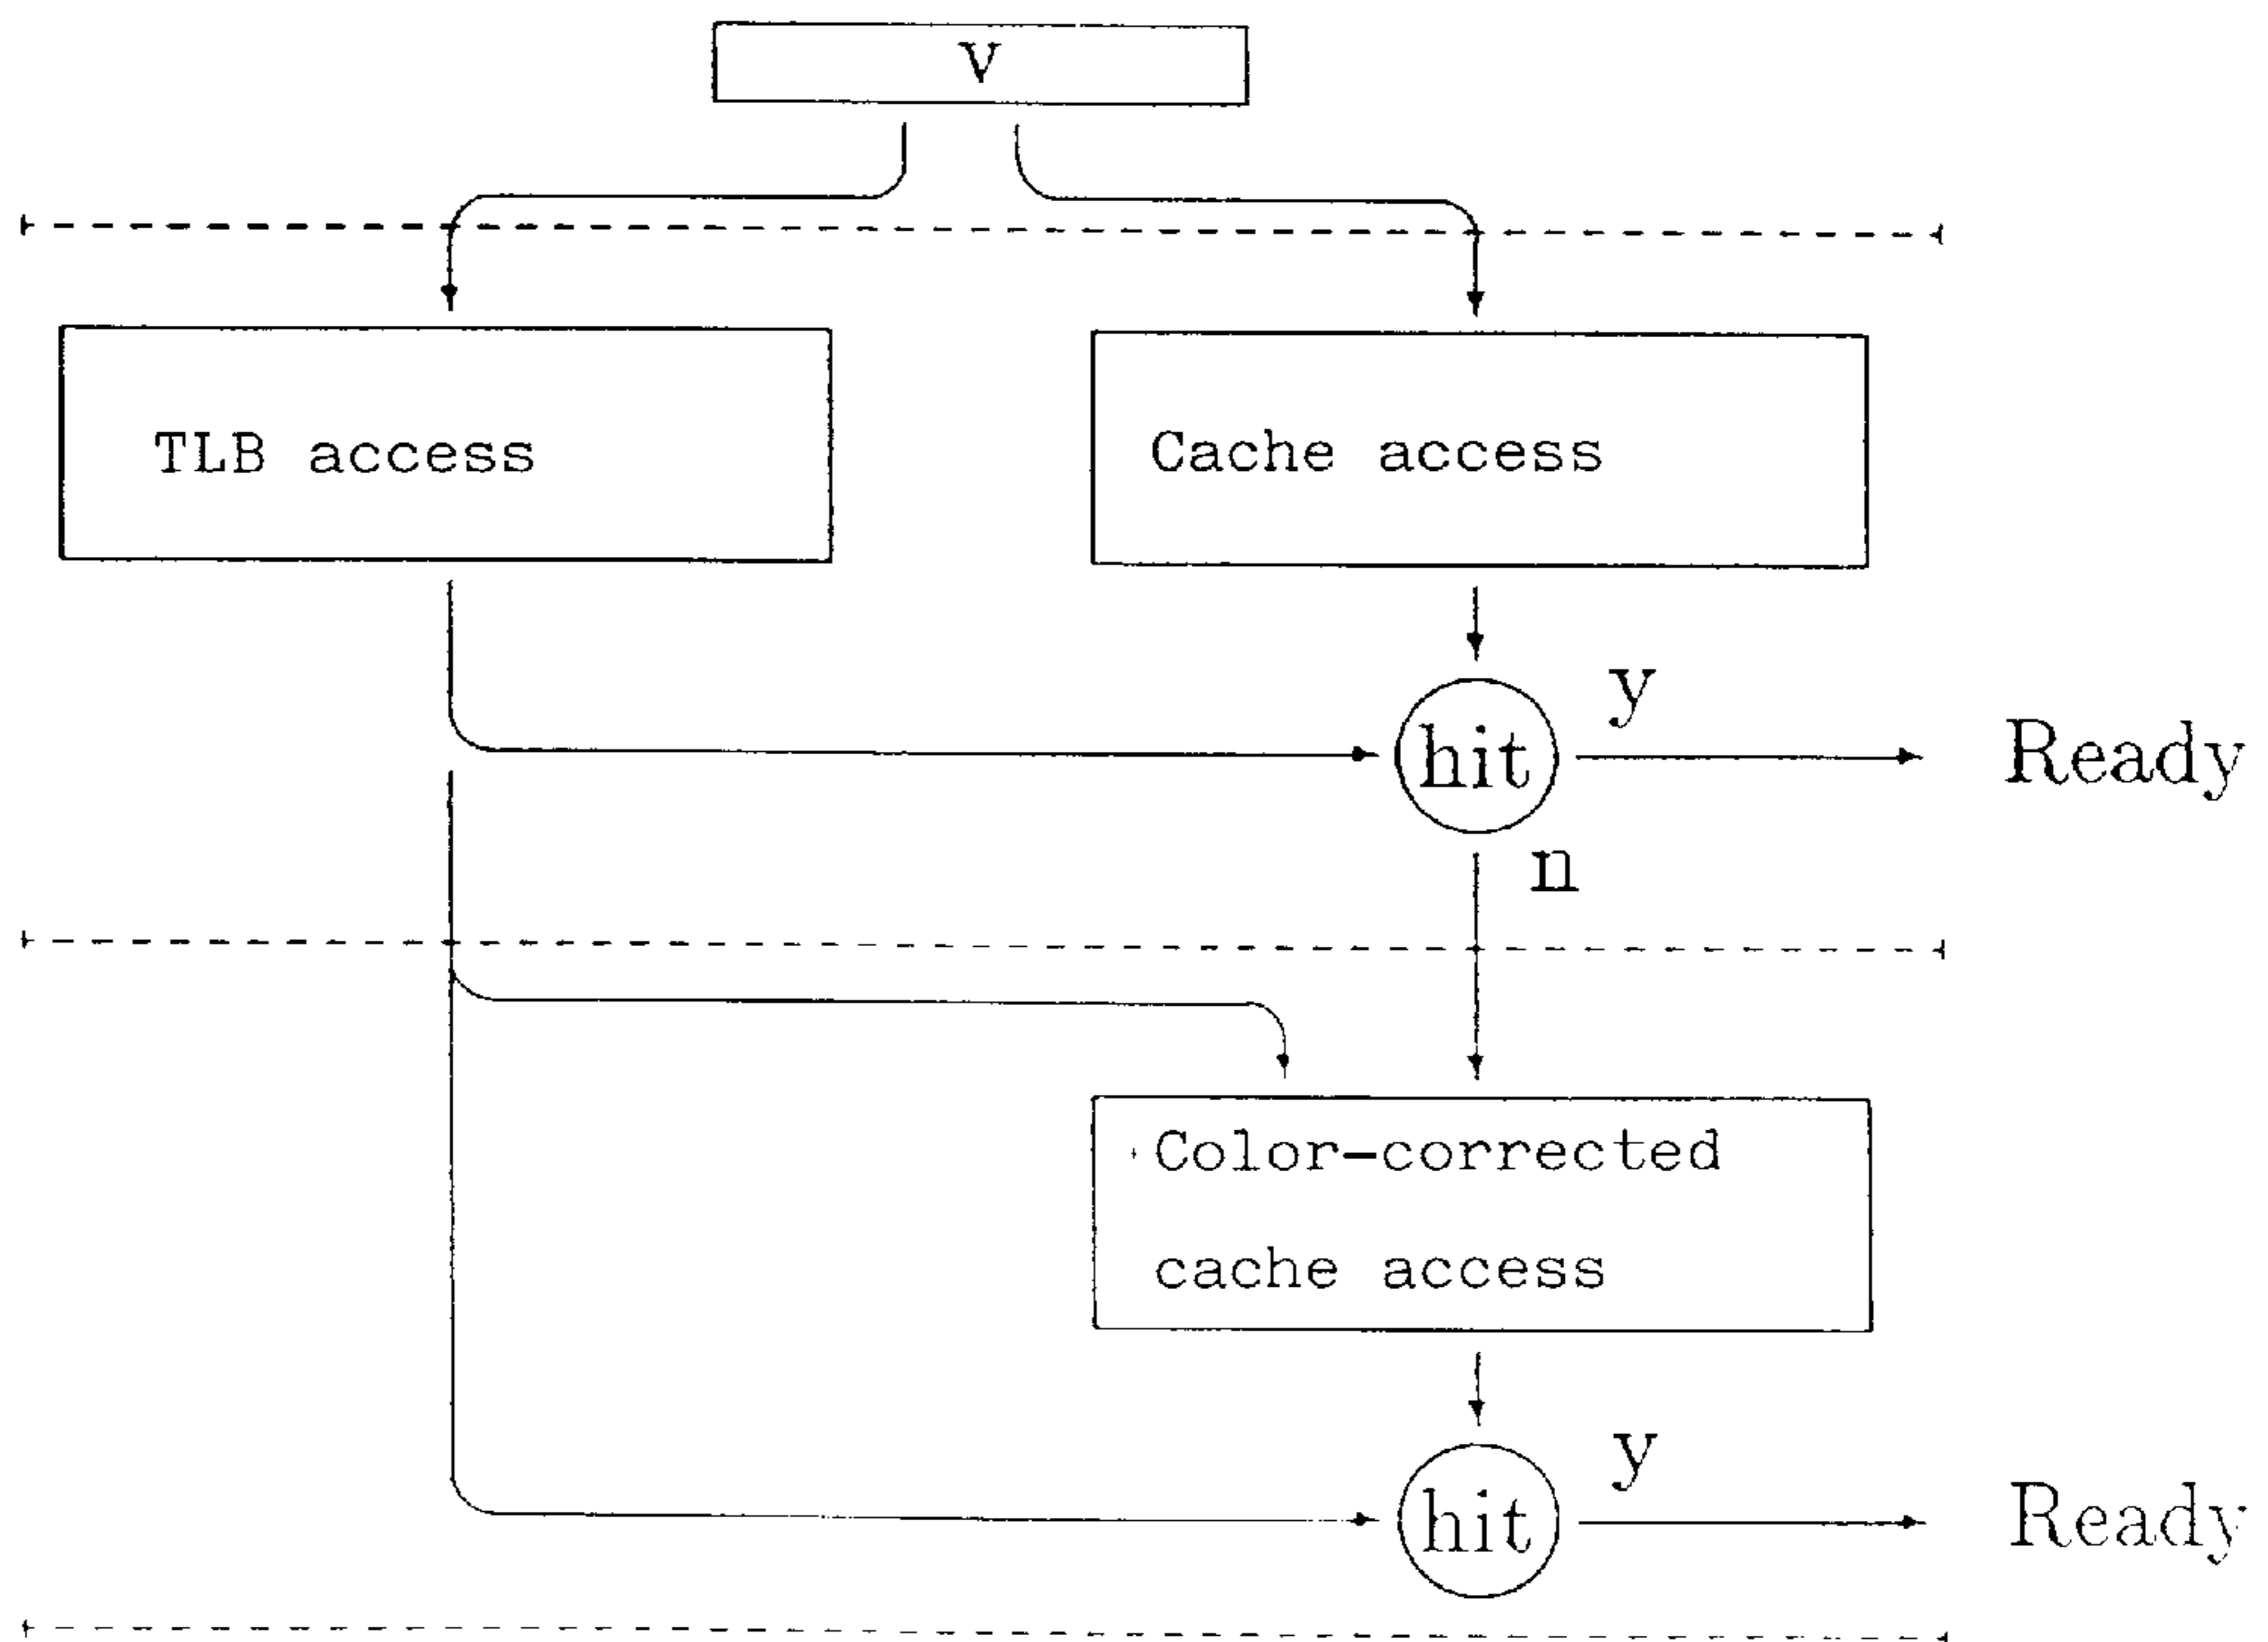 v
TLB access
Cache access
y
hit
Ready
n
Color-corrected
cache access
y
hit
Ready